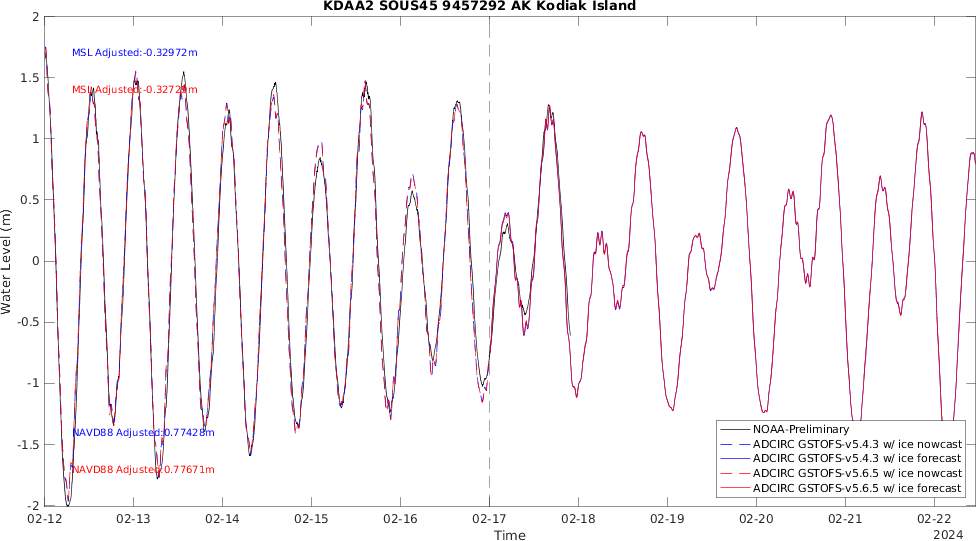 KDAA2 SOUS45 9457292 AK Kodiak Island
2
1.5
1
0.5
0
-0.5
-1
-1.5
-2
Water Level (m)
MSL Adjusted:-0.32972m
MSL Adjusted:-0.32729m
NAVD88 Adjusted:0.77428m
NAVD88 Adjusted:0.77671m
NOAA-Preliminary
ADCIRC GSTOFS-v5.4.3 w/ ice nowcast
ADCIRC GSTOFS-v5.4.3 w/ ice forecast
ADCIRC GSTOFS-v5.6.5 w/ ice nowcast
ADCIRC GSTOFS-v5.6.5 w/ ice forecast
02-12 02-13 02-14 02-15 02-16 02-17 02-18 02-19 02-20 02-21 02-22
Time
2024